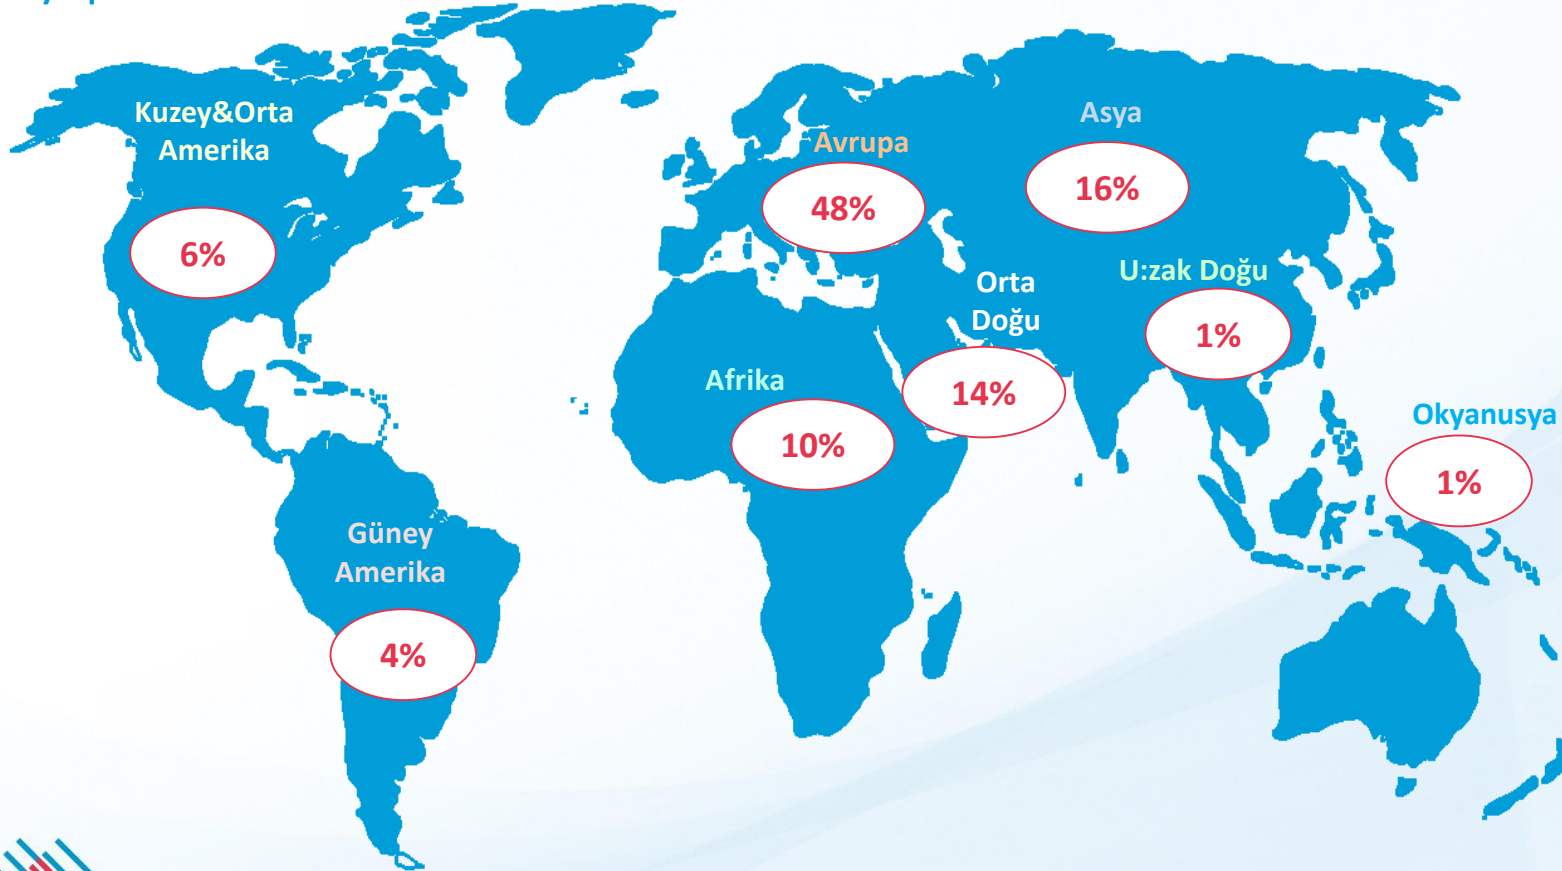 Kuzey&Orta
Amerika
6%
Avrupa
48%
Asya
16%
U:zak Doğu
1%
Orta
Doğu
14%
Afrika
10%
Okyanusya
1%
Güney
Amerika
4%